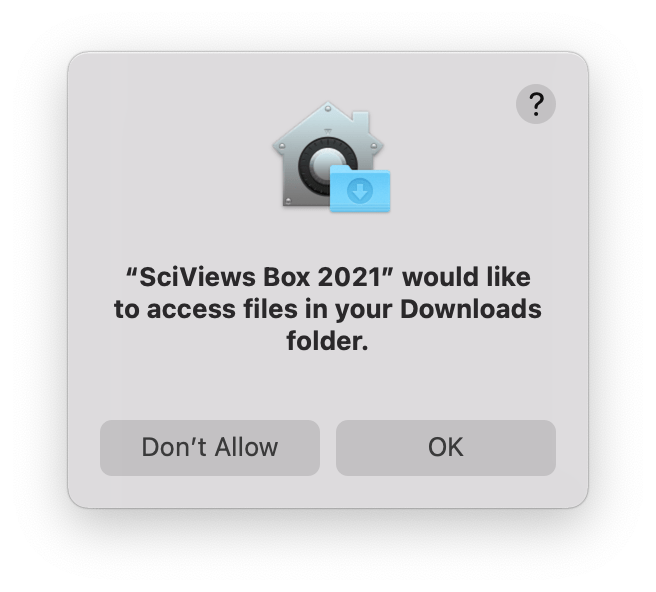 ?
“SciViews Box 2021” would like
to access files in your Downloads
folder.
Don’t Allow
OK